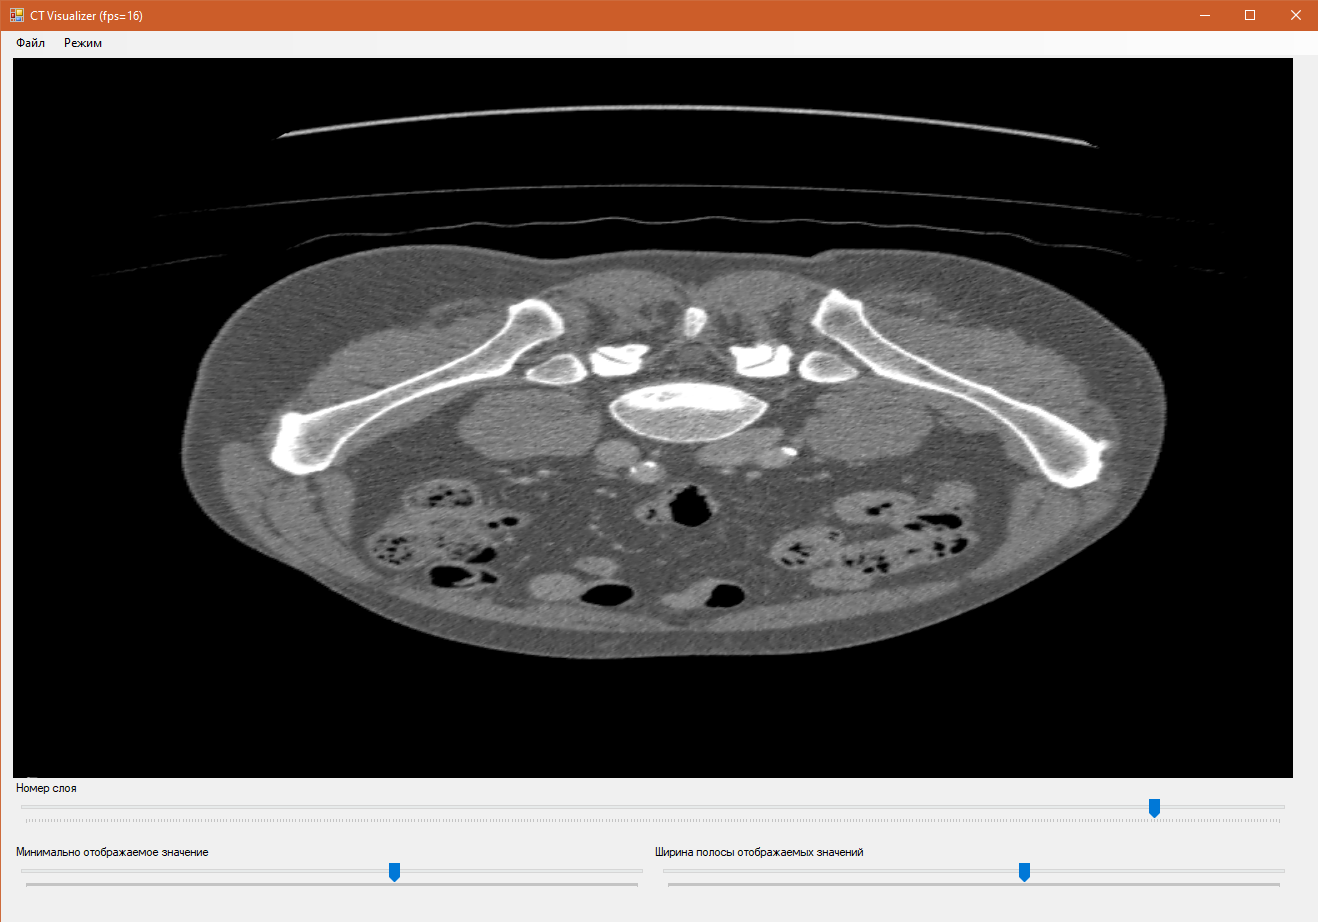 CT Visualizer (fps=16)
Файл Режим
Номер слоя
Минимально отображаемое значение Ширина полосы отображаемых значений